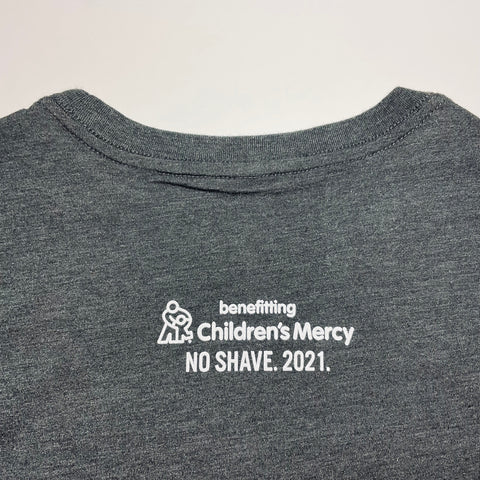 benefitting
Children's Mercy
NO SHAVE. 2021.